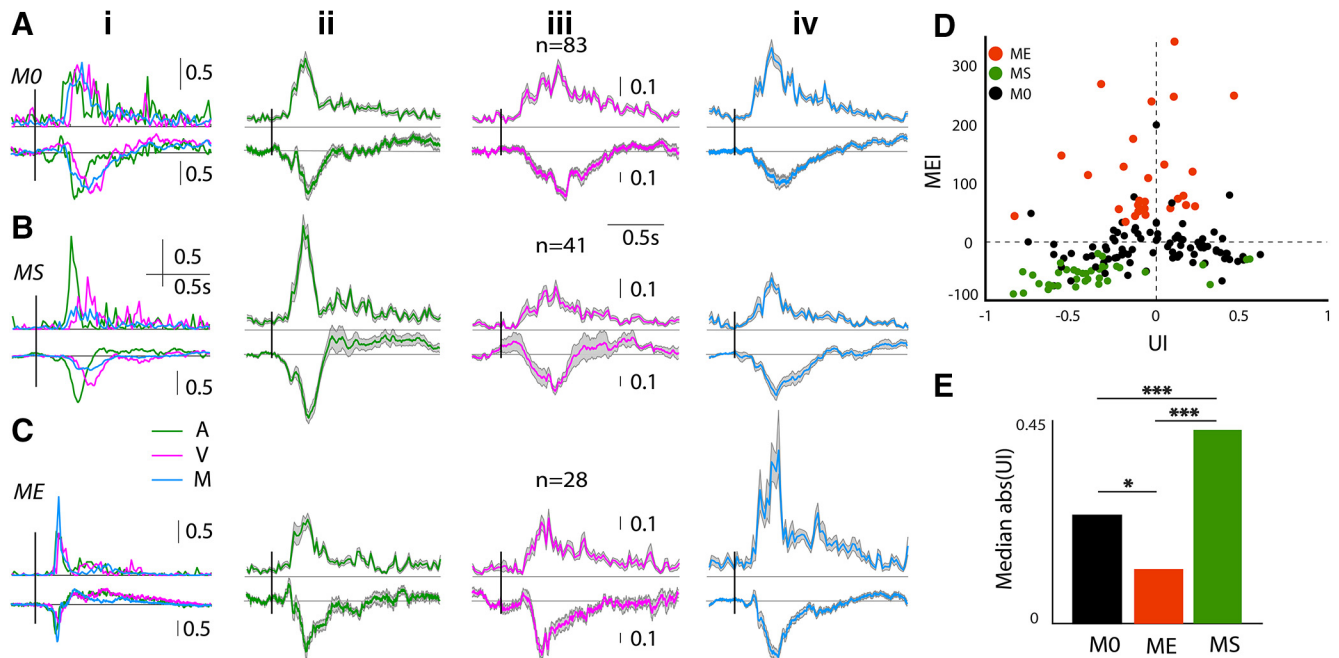 A i ii iii iv
M0
0.5
0.5
n=83
0.1
0.1
B
MS
0.5
0.5s
0.5
n=41
0.5s
0.1
0.1
C
A
V
M
ME
0.5
0.5
n=28
0.1
0.1
D
ME
MS
M0
MEI
300
200
100
0
-100
-1 -0.5 0 0.5 1
UI
E
***
***
*
Median abs(UI)
0.45
0
M0 ME MS